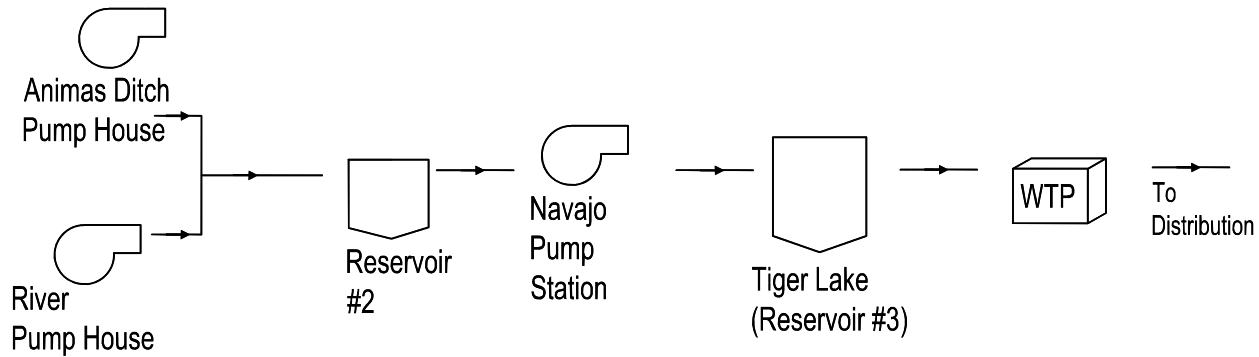 Animas Ditch
Pump House
River
Pump House
Reservoir
#2
Navajo
Pump
Station
Tiger Lake
(Reservoir #3)
WTP
To
Distribution